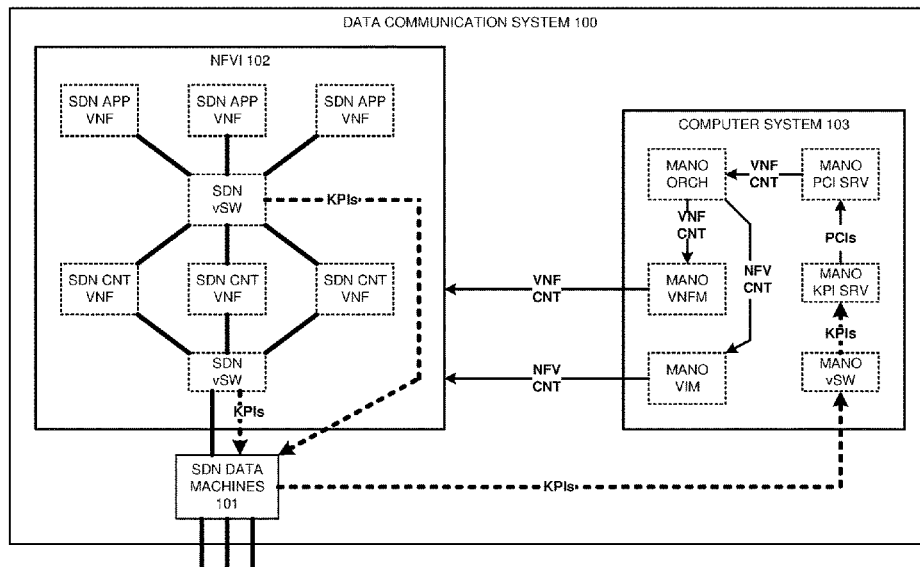 DATA COMMUNICATION SYSTEM 100
NFVI 102
SDN APP
VNF
SDN APP
VNF
SDN APP
VNF
SDN
vSW
KPIs
SDN CNT
VNF
SDN CNT
VNF
SDN CNT
VNF
SDN
vSW
KPIs
SDN DATA
MACHINES
101
KPIs
VNF
CNT
NFV
CNT
COMPUTER SYSTEM 103
MANO
ORCH
VNF
CNT
MANO
PCI SRV
VNF
CNT
NFV
CNT
PCIs
MANO
VNFM
MANO
KPI SRV
KPIs
MANO
VIM
MANO
vSW